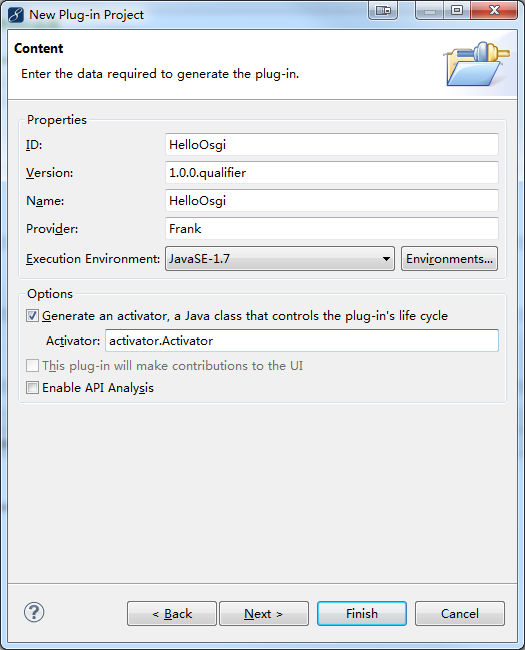 New Plug-in Project
Content
Enter the data required to generate the plug-in.
Properties
ID: HelloOsgi
Version: 1.0.0.qualifier
Name: HelloOsgi
Provider: Frank
Execution Environment: JavaSE-1.7 Environments...
Options
Generate an activator, a Java class that controls the plug-in's life cycle
Activator: activator.Activator
This plug-in will make contributions to the UI
Enable API Analysis
? < Back Next > Finish Cancel